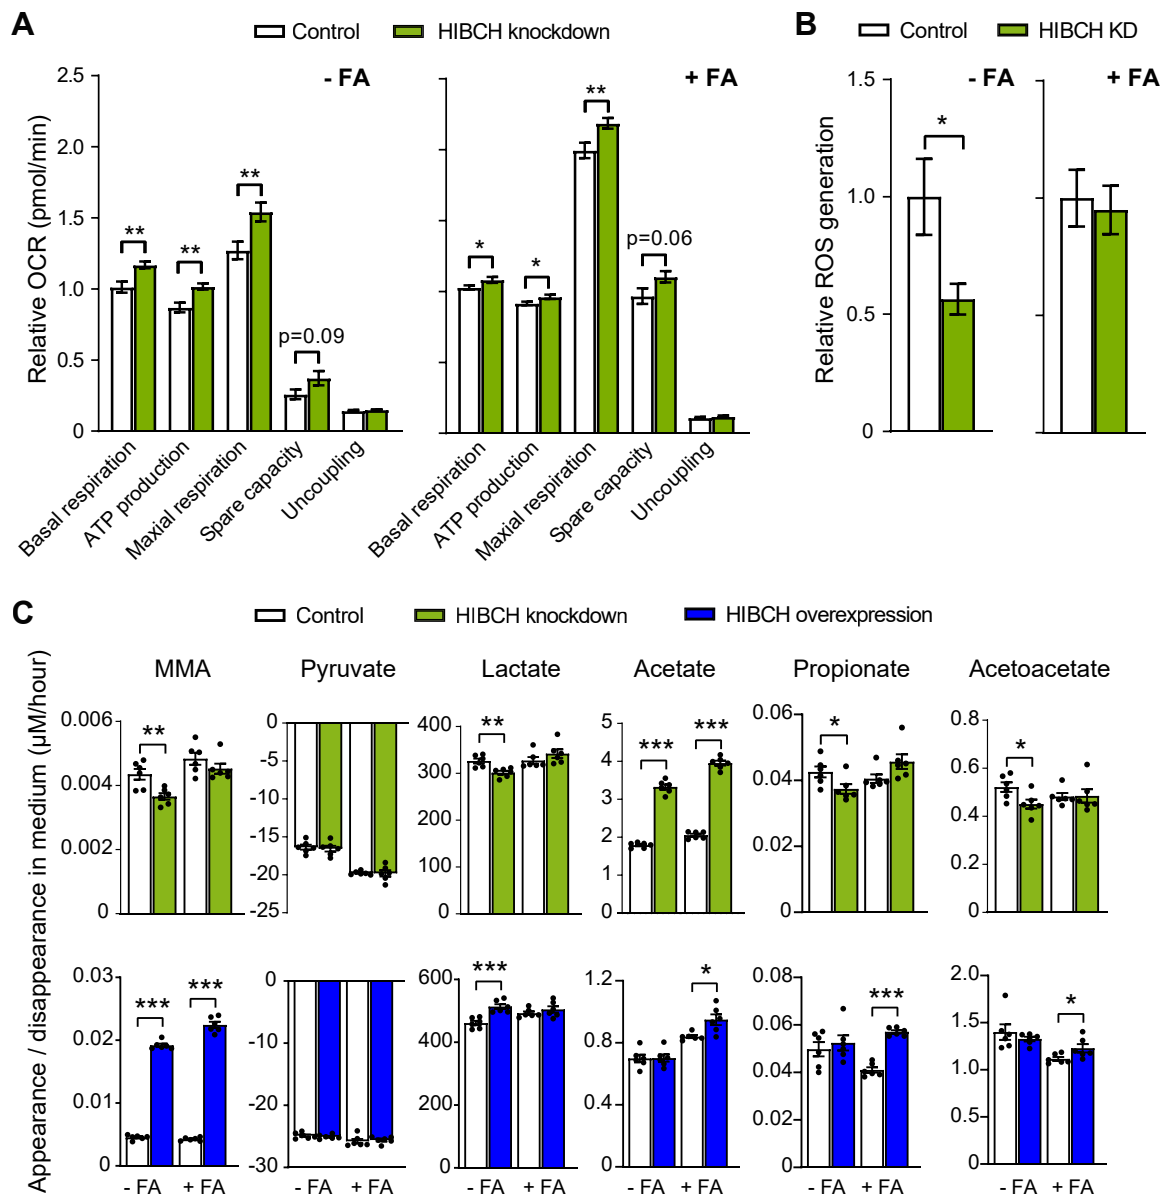 A
Control
HIBCH knockdown
- FA
+ FA
Relative OCR (pmol/min)
2.5
2.0
1.5
1.0
0.5
0
**
**
**
p=0.09
*
*
**
p=0.06
Basal respiration
ATP production
Maxial respiration
Spare capacity
Uncoupling
Basal respiration
ATP production
Maxial respiration
Spare capacity
Uncoupling
B
Control
HIBCH KD
- FA
+ FA
Relative ROS generation
1.5
1.0
0.5
0
*
C
Control
HIBCH knockdown
HIBCH overexpression
Appearance / disappearance in medium (µM/hour)
MMA
Pyruvate
Lactate
Acetate
Propionate
Acetoacetate
0.006
0.004
0.002
0
**
0
-5
-10
-15
-20
-25
400
300
200
100
0
**
5
4
3
2
1
0
***
***
0.06
0.04
0.02
0
*
0.8
0.6
0.4
0.2
0
*
0.03
0.02
0.01
0
***
***
- FA
+ FA
0
-10
-20
-30
- FA
+ FA
600
400
200
0
***
- FA
+ FA
1.2
0.8
0.4
0
*
- FA
+ FA
0.08
0.06
0.04
0.02
0
***
- FA
+ FA
2.0
1.5
1.0
0.5
0
*
- FA
+ FA